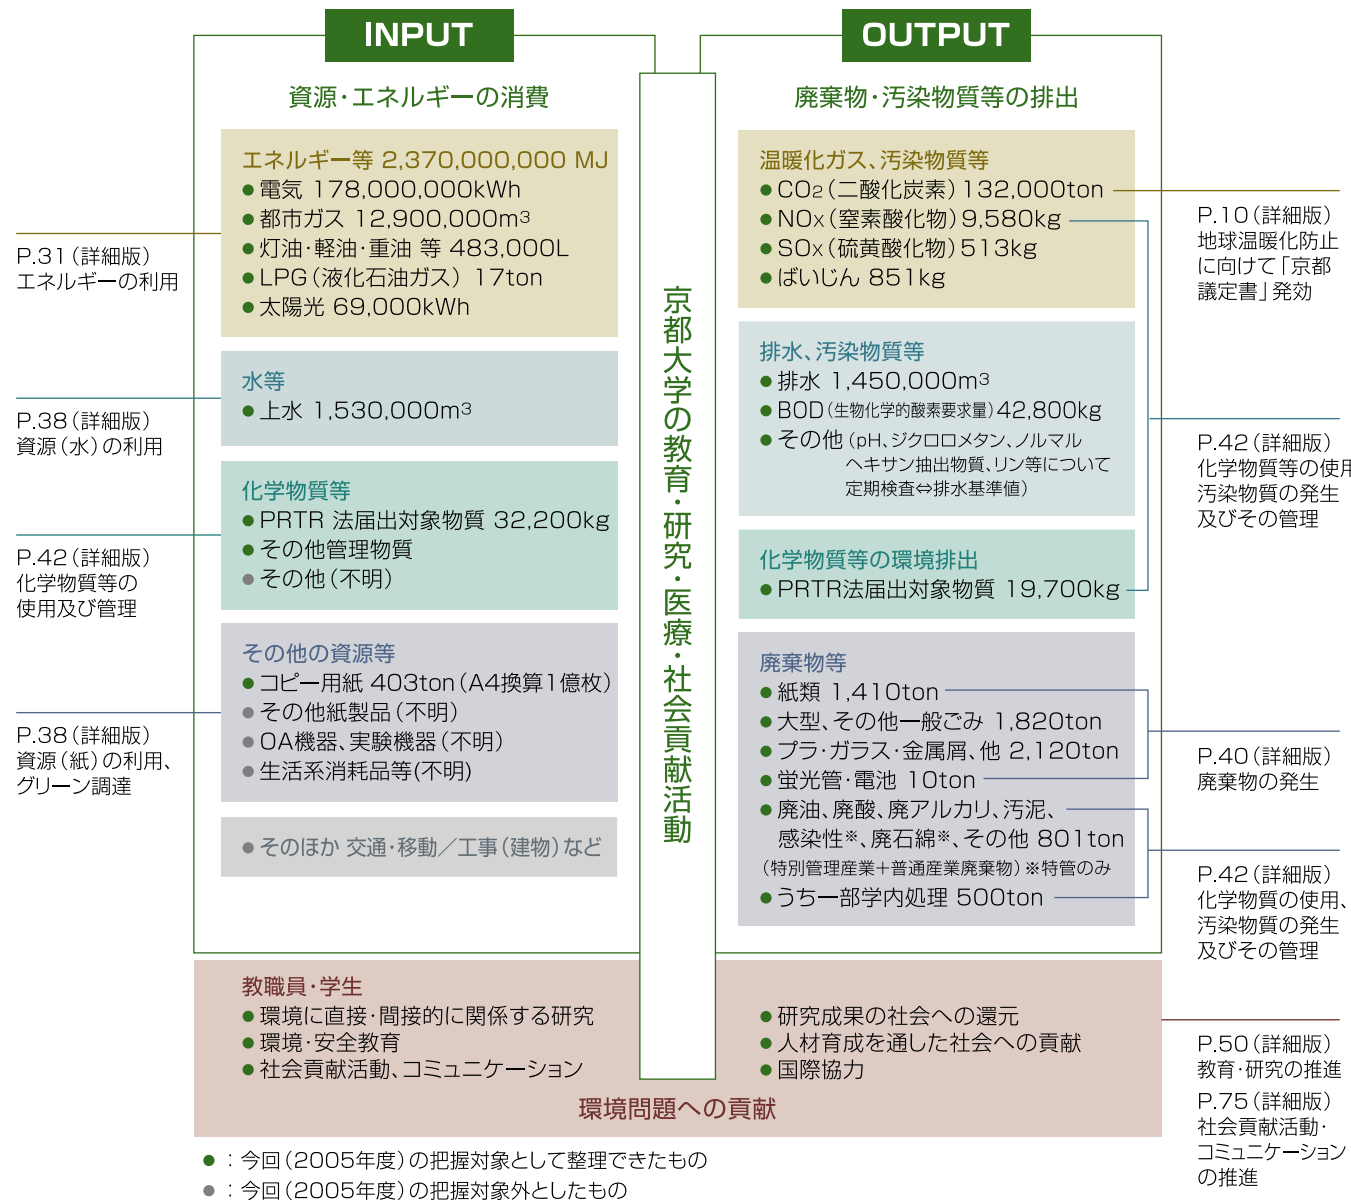 INPUT
資源・エネルギーの消費
エネルギー等 2,370,000,000 MJ
● 電気 178,000,000kWh
● 都市ガス 12,900,000m³
● 灯油・軽油・重油 等 483,000L
● LPG（液化石油ガス） 17ton
● 太陽光 69,000kWh
水等
● 上水 1,530,000m³
化学物質等
● PRTR 法届出対象物質 32,200kg
● その他管理物質
● その他（不明）
その他の資源等
● コピー用紙 403ton（A4換算1億枚）
● その他紙製品（不明）
● OA機器、実験機器（不明）
● 生活系消耗品等(不明)
● そのほか 交通・移動／工事（建物）など
P.31（詳細版）
エネルギーの利用
P.38（詳細版）
資源（水）の利用
P.42（詳細版）
化学物質等の
使用及び管理
P.38（詳細版）
資源（紙）の利用、
グリーン調達
京都大学の教育・研究・医療・社会貢献活動
OUTPUT
廃棄物・汚染物質等の排出
温暖化ガス、汚染物質等
● CO₂（二酸化炭素）132,000ton
● NOx（窒素酸化物）9,580kg
● SOx（硫黄酸化物）513kg
● ばいじん 851kg
排水、汚染物質等
● 排水 1,450,000m³
● BOD（生物化学的酸素要求量）42,800kg
● その他（pH、ジクロロメタン、ノルマル
ヘキサン抽出物質、リン等について
定期検査⇔排水基準値）
化学物質等の環境排出
● PRTR法届出対象物質 19,700kg
廃棄物等
● 紙類 1,410ton
● 大型、その他一般ごみ 1,820ton
● プラ・ガラス・金属屑、他 2,120ton
● 蛍光管・電池 10ton
● 廃油、廃酸、廃アルカリ、汚泥、
感染性※、廃石綿※、その他 801ton
（特別管理産業＋普通産業廃棄物）※特管のみ
● うち一部学内処理 500ton
P.10（詳細版）
地球温暖化防止
に向けて「京都
議定書」発効
P.42（詳細版）
化学物質等の使用
汚染物質の発生
及びその管理
P.40（詳細版）
廃棄物の発生
P.42（詳細版）
化学物質の使用、
汚染物質の発生
及びその管理
教職員・学生
● 環境に直接・間接的に関係する研究
● 環境・安全教育
● 社会貢献活動、コミュニケーション
● 研究成果の社会への還元
● 人材育成を通した社会への貢献
● 国際協力
環境問題への貢献
P.50（詳細版）
教育・研究の推進
P.75（詳細版）
社会貢献活動・
コミュニケーション
の推進
● ：今回（2005年度）の把握対象として整理できたもの
● ：今回（2005年度）の把握対象外としたもの